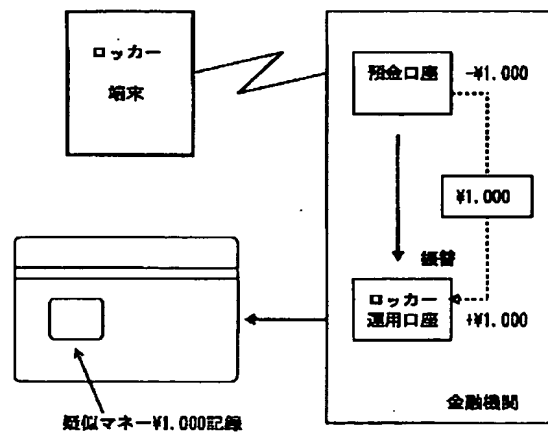 ロッカー
端末
預金口座
-¥1.000
¥1.000
振替
ロッカー
運用口座
+¥1.000
金融機関
疑似マネー¥1.000記録